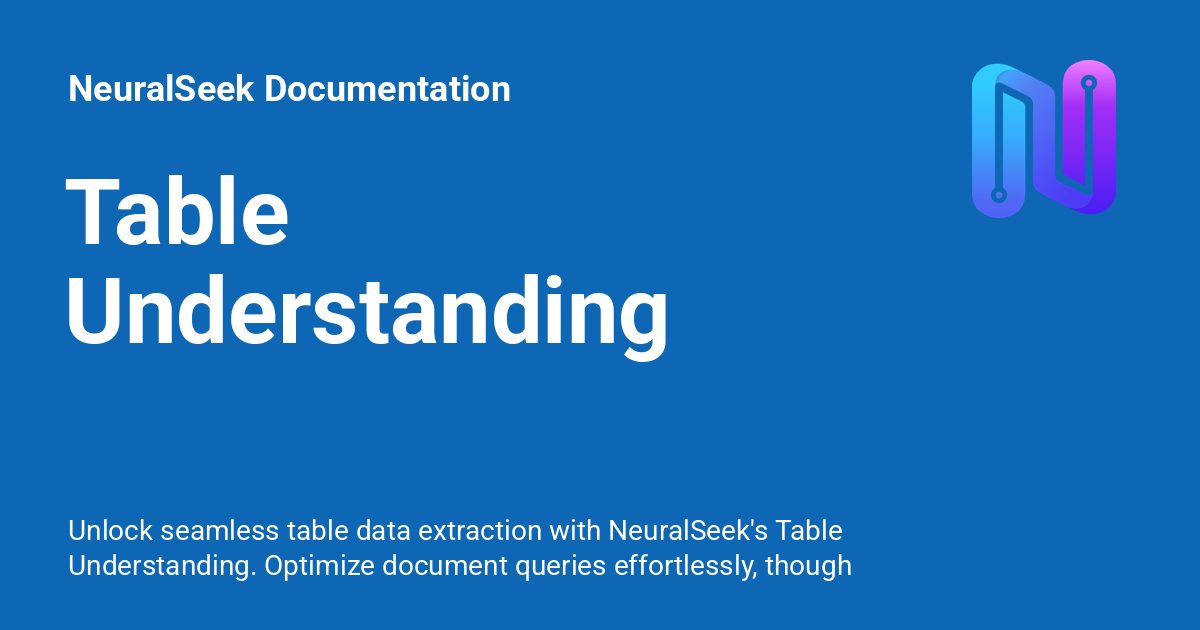 NeuralSeek Documentation
Table
Understanding
Unlock seamless table data extraction with NeuralSeek's Table
Understanding. Optimize document queries effortlessly, though